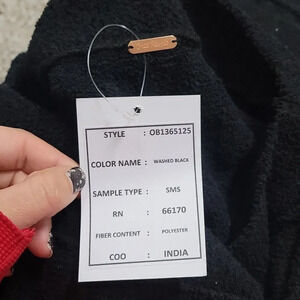 STYLE : OB1365125
COLOR NAME : WASHED BLACK
SAMPLE TYPE : SMS
RN : 66170
FIBER CONTENT : POLYESTER
COO : INDIA